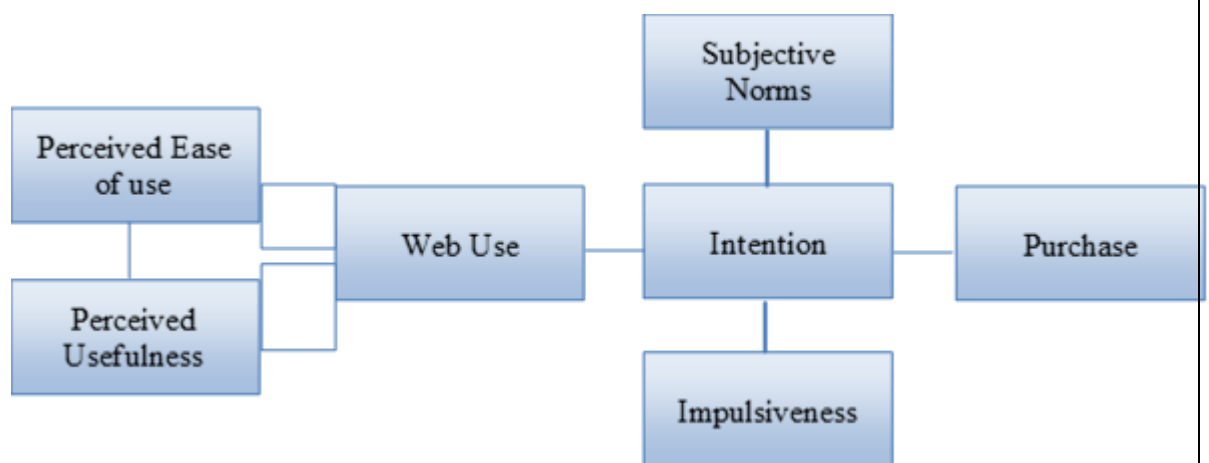 Subjective
Norms
Perceived Ease
of use
Web Use
Intention
Purchase
Perceived
Usefulness
Impulsiveness